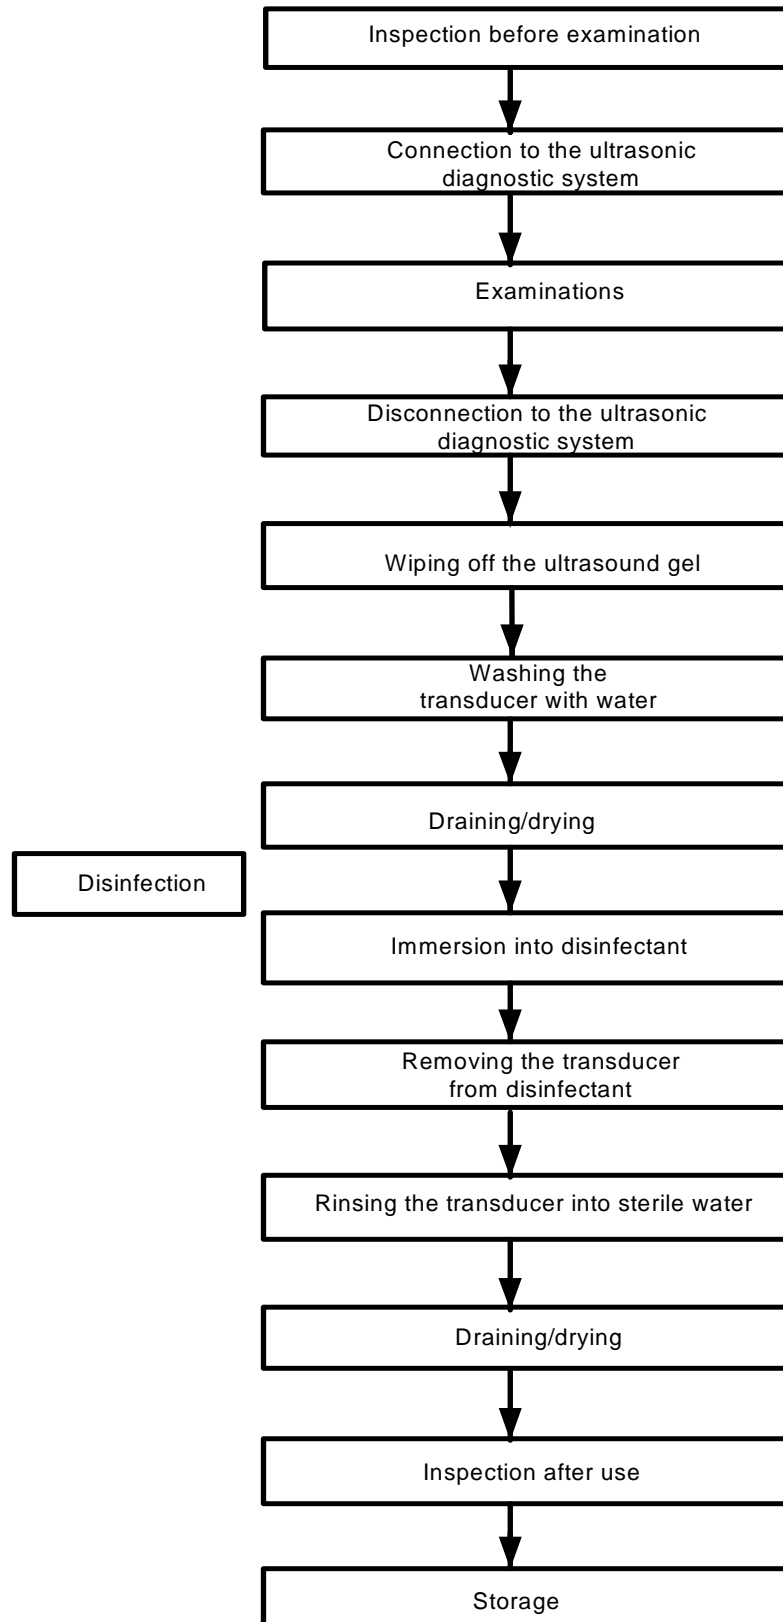 Inspection before examination
Connection to the ultrasonic
diagnostic system
Examinations
Disconnection to the ultrasonic
diagnostic system
Wiping off the ultrasound gel
Washing the
transducer with water
Draining/drying
Disinfection
Immersion into disinfectant
Removing the transducer
from disinfectant
Rinsing the transducer into sterile water
Draining/drying
Inspection after use
Storage